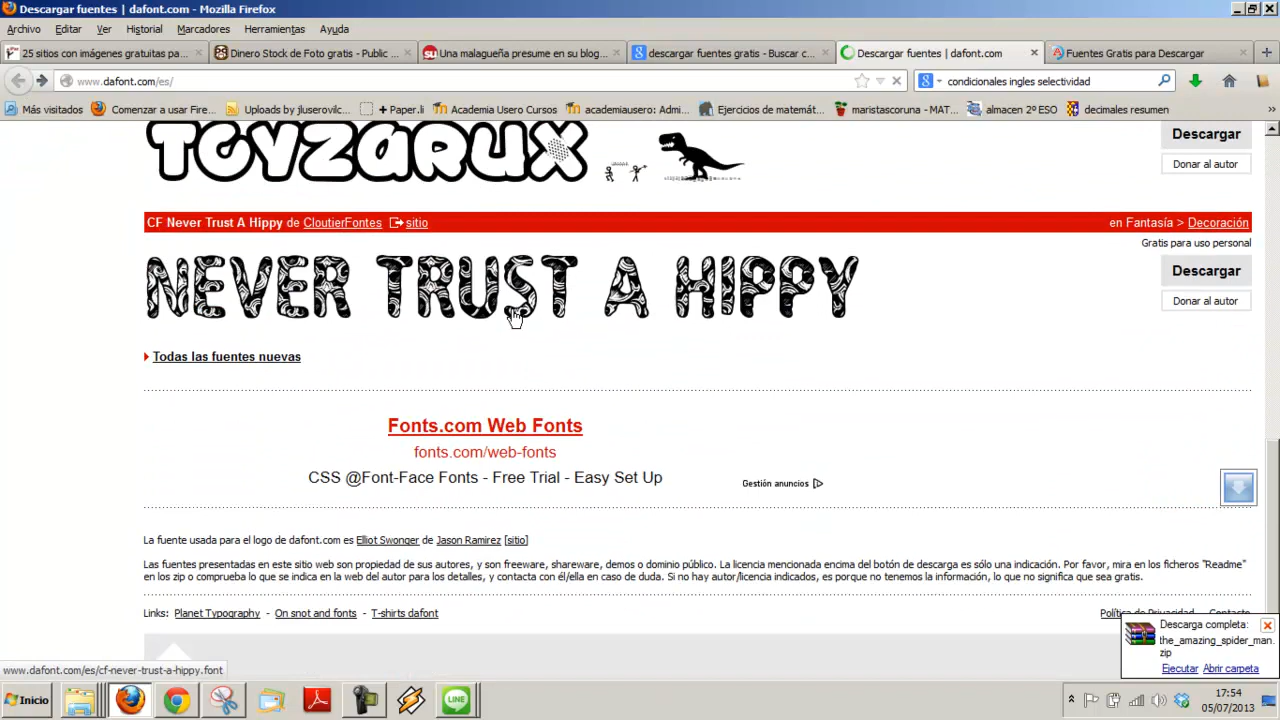 Descargar fuentes | dafont.com - Mozilla Firefox
Archivo Editar Ver Historial Marcadores Herramientas Ayuda
25 sitios con imágenes gratuitas pa... Dinero Stock de Foto gratis - Public ... Una malagueña presume en su blog... descargar fuentes gratis - Buscar c... Descargar fuentes | dafont.com Fuentes Gratis para Descargar
www.dafont.com/es/ condicionales ingles selectividad
Más visitados Comenzar a usar Fire... Uploads by jluserovilc... + Paper.li Academia Usero Cursos academiausero: Admi... Ejercicios de matemát... maristascoruna - MAT... almacen 2º ESO decimales resumen
TOYZARUX
Descargar
Donar al autor
CF Never Trust A Hippy de CloutierFontes sitio en Fantasía > Decoración
Gratis para uso personal
NEVER TRUST A HIPPY
Descargar
Donar al autor
Todas las fuentes nuevas
Fonts.com Web Fonts
fonts.com/web-fonts
CSS @Font-Face Fonts - Free Trial - Easy Set Up
Gestión anuncios
La fuente usada para el logo de dafont.com es Elliot Swonger de Jason Ramirez [sitio]
Las fuentes presentadas en este sitio web son propiedad de sus autores, y son freeware, shareware, demos o dominio público. La licencia mencionada encima del botón de descarga es sólo una indicación. Por favor, mira en los ficheros "Readme"
en los zip o comprueba lo que se indica en la web del autor para los detalles, y contacta con él/ella en caso de duda. Si no hay autor/licencia indicados, es porque no tenemos la información, lo que no significa que sea gratis.
Links: Planet Typography - On snot and fonts - T-shirts dafont
Política de Privacidad Contacto
Descarga completa:
the_amazing_spider_man.
zip
Ejecutar Abrir carpeta
www.dafont.com/es/cf-never-trust-a-hippy.font
Inicio
LINE
17:54
05/07/2013